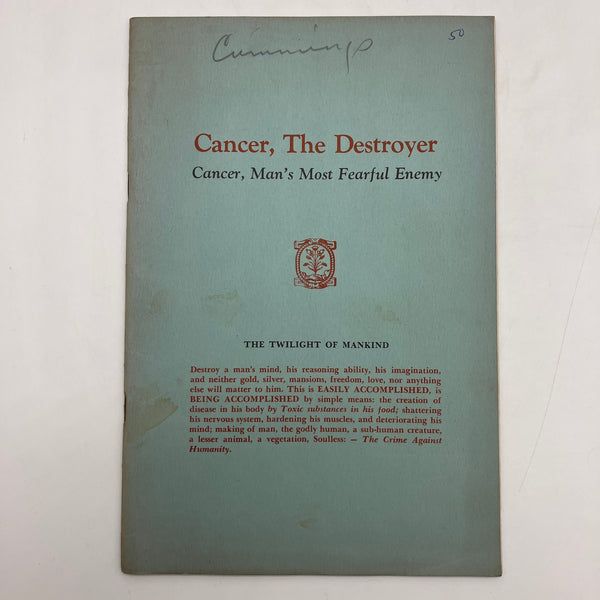 Cummings
50
Cancer, The Destroyer
Cancer, Man's Most Fearful Enemy
THE TWILIGHT OF MANKIND
Destroy a man's mind, his reasoning ability, his imagination,
and neither gold, silver, mansions, freedom, love, nor anything
else will matter to him. This is EASILY ACCOMPLISHED, is
BEING ACCOMPLISHED by simple means: the creation of
disease in his body by Toxic substances in his food; shattering
his nervous system, hardening his muscles, and deteriorating his
mind; making of man, the godly human, a sub-human creature,
a lesser animal, a vegetation, Soulless: — The Crime Against
Humanity.